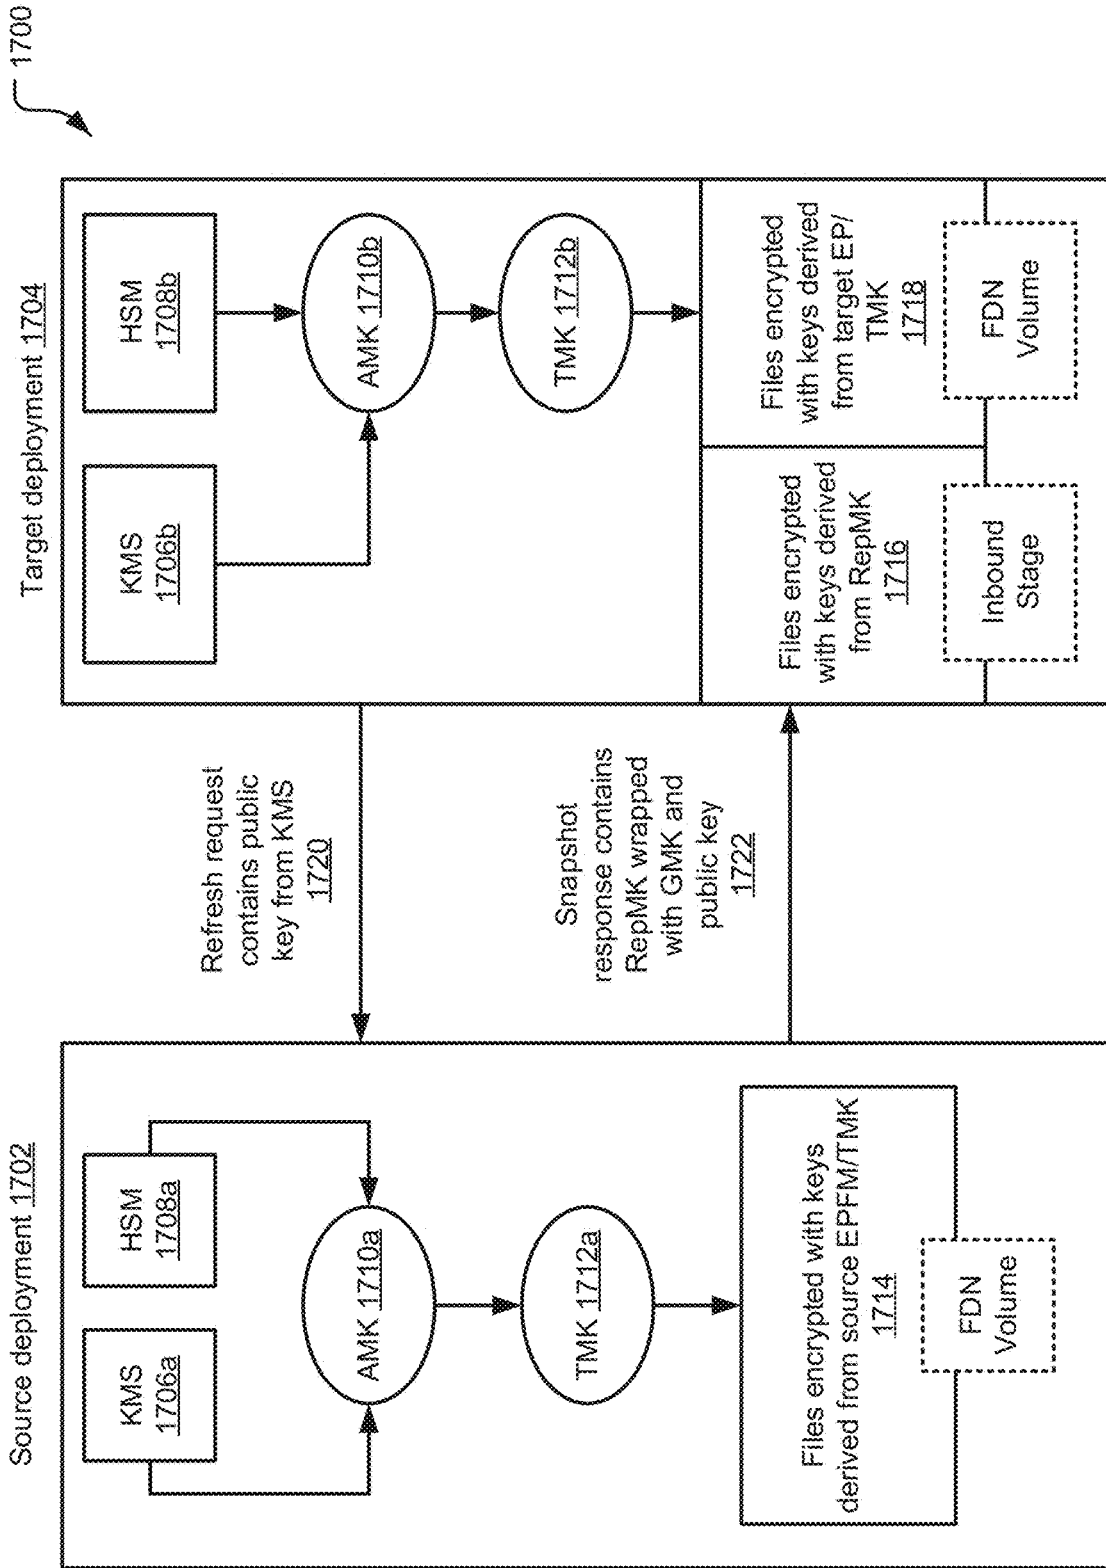 1700
Source deployment 1702
KMS
1706a
HSM
1708a
AMK 1710a
TMK 1712a
Files encrypted with keys
derived from source EPFM/TMK
1714
FDN
Volume
Refresh request
contains public
key from KMS
1720
Snapshot
response contains
RepMK wrapped
with GMK and
public key
1722
Target deployment 1704
KMS
1706b
HSM
1708b
AMK 1710b
TMK 1712b
Files encrypted
with keys derived
from RepMK
1716
Inbound
Stage
Files encrypted
with keys derived
from target EP/
TMK
1718
FDN
Volume